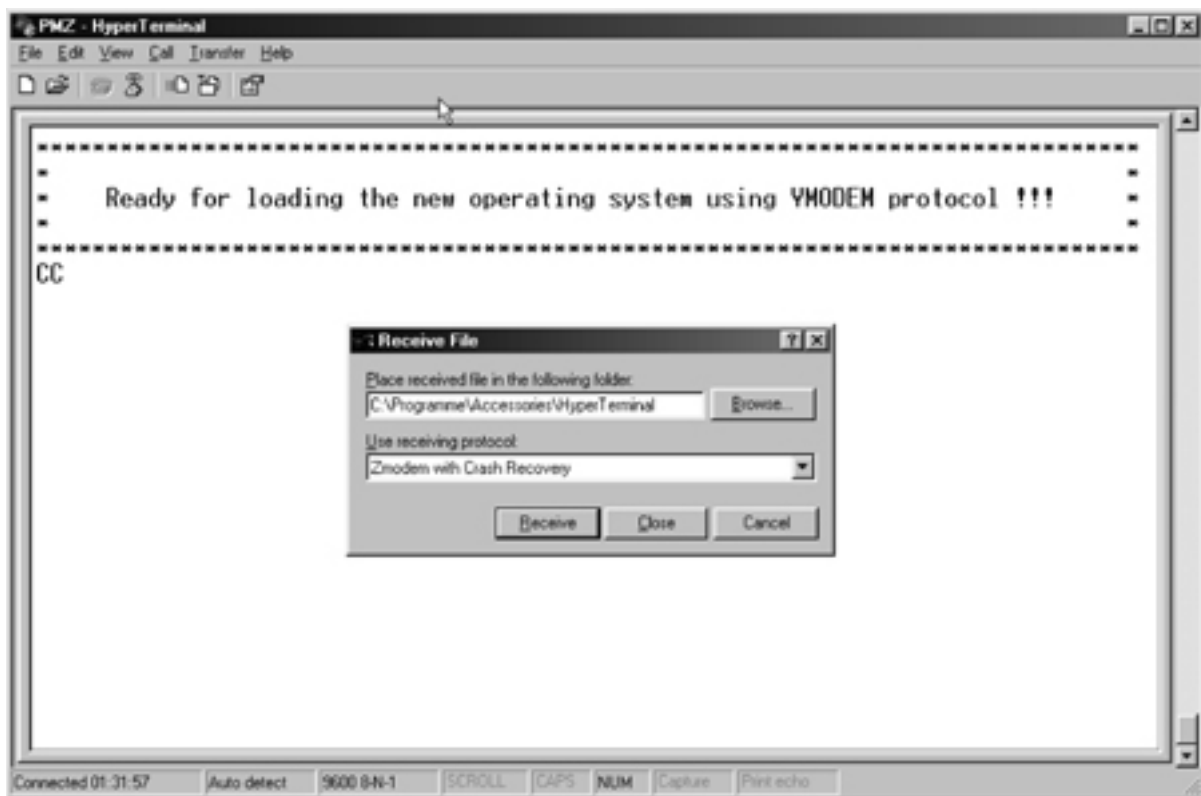 PMZ - HyperTerminal
File Edit View Call Transfer Help
Ready for loading the new operating system using YMODEM protocol !!!
CC
Receive File
Place received file in the following folder:
C:\Programme\Accessories\HyperTerminal
Browse...
Use receiving protocol:
Zmodem with Crash Recovery
Receive Close Cancel
Connected 01:31:57 Auto detect 9600 8-N-1 SCROLL CAPS NUM Capture Print echo